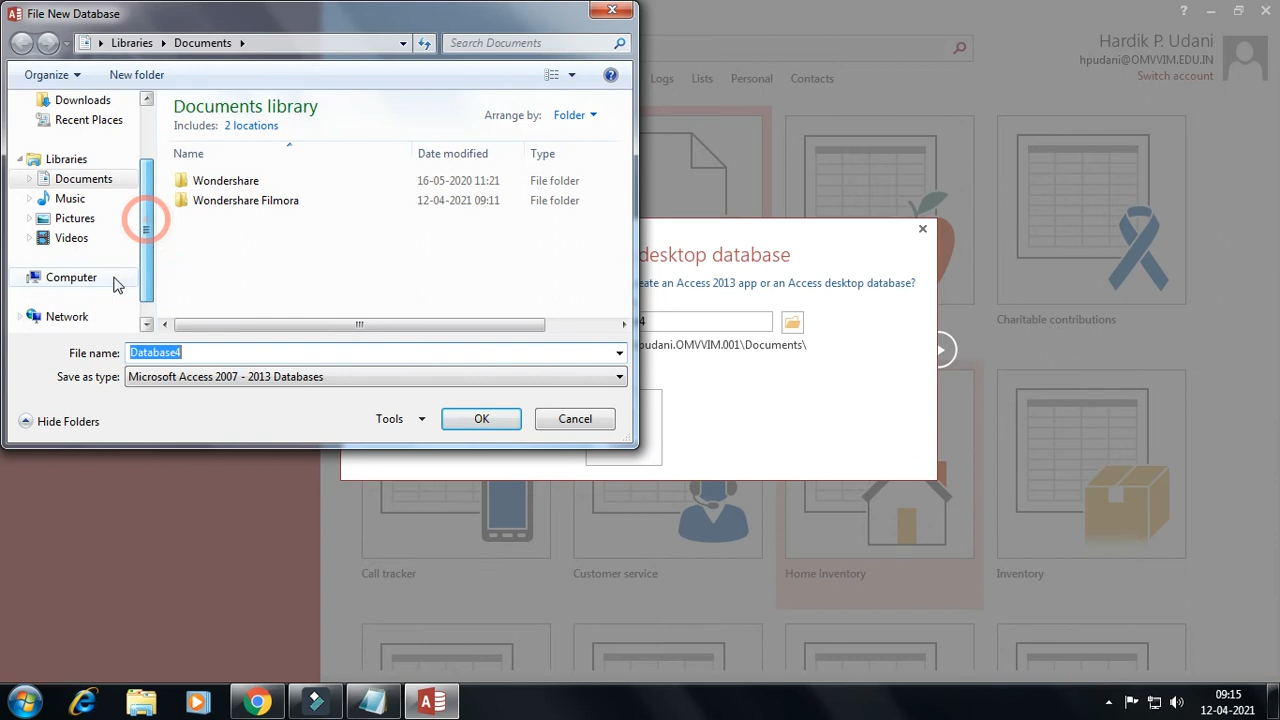 File New Database
Libraries
Documents
Search Documents
Organize
New folder
Downloads
Recent Places
Libraries
Documents
Music
Pictures
Videos
Computer
Network
Documents library
Includes: 2 locations
Arrange by: Folder
Name
Date modified
Type
Wondershare
16-05-2020 11:21
File folder
Wondershare Filmora
12-04-2021 09:11
File folder
File name: Database4
Save as type: Microsoft Access 2007 - 2013 Databases
Hide Folders
Tools
OK
Cancel
?
Hardik P. Udani
hpudani@OMVVIM.EDU.IN
Switch account
Logs
Lists
Personal
Contacts
desktop database
eate an Access 2013 app or an Access desktop database?
4
pudani.OMVVIM.001\Documents\
Charitable contributions
Call tracker
Customer service
Home inventory
Inventory
09:15
12-04-2021